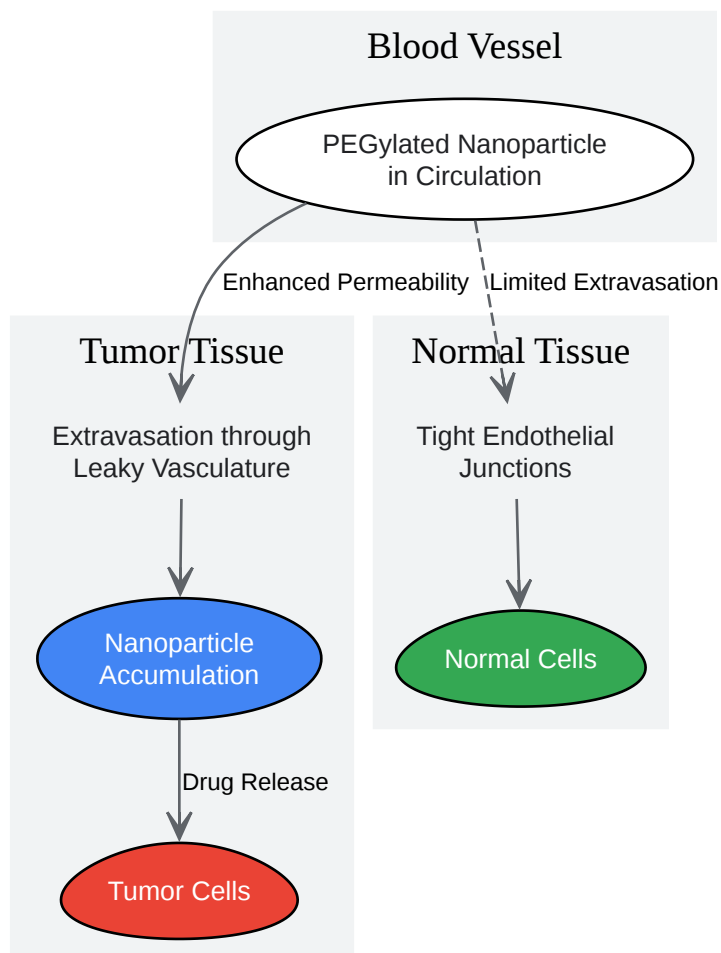 Blood Vessel
PEGylated Nanoparticle
in Circulation
Enhanced Permeability
Limited Extravasation
Tumor Tissue
Extravasation through
Leaky Vasculature
Nanoparticle
Accumulation
Drug Release
Tumor Cells
Normal Tissue
Tight Endothelial
Junctions
Normal Cells